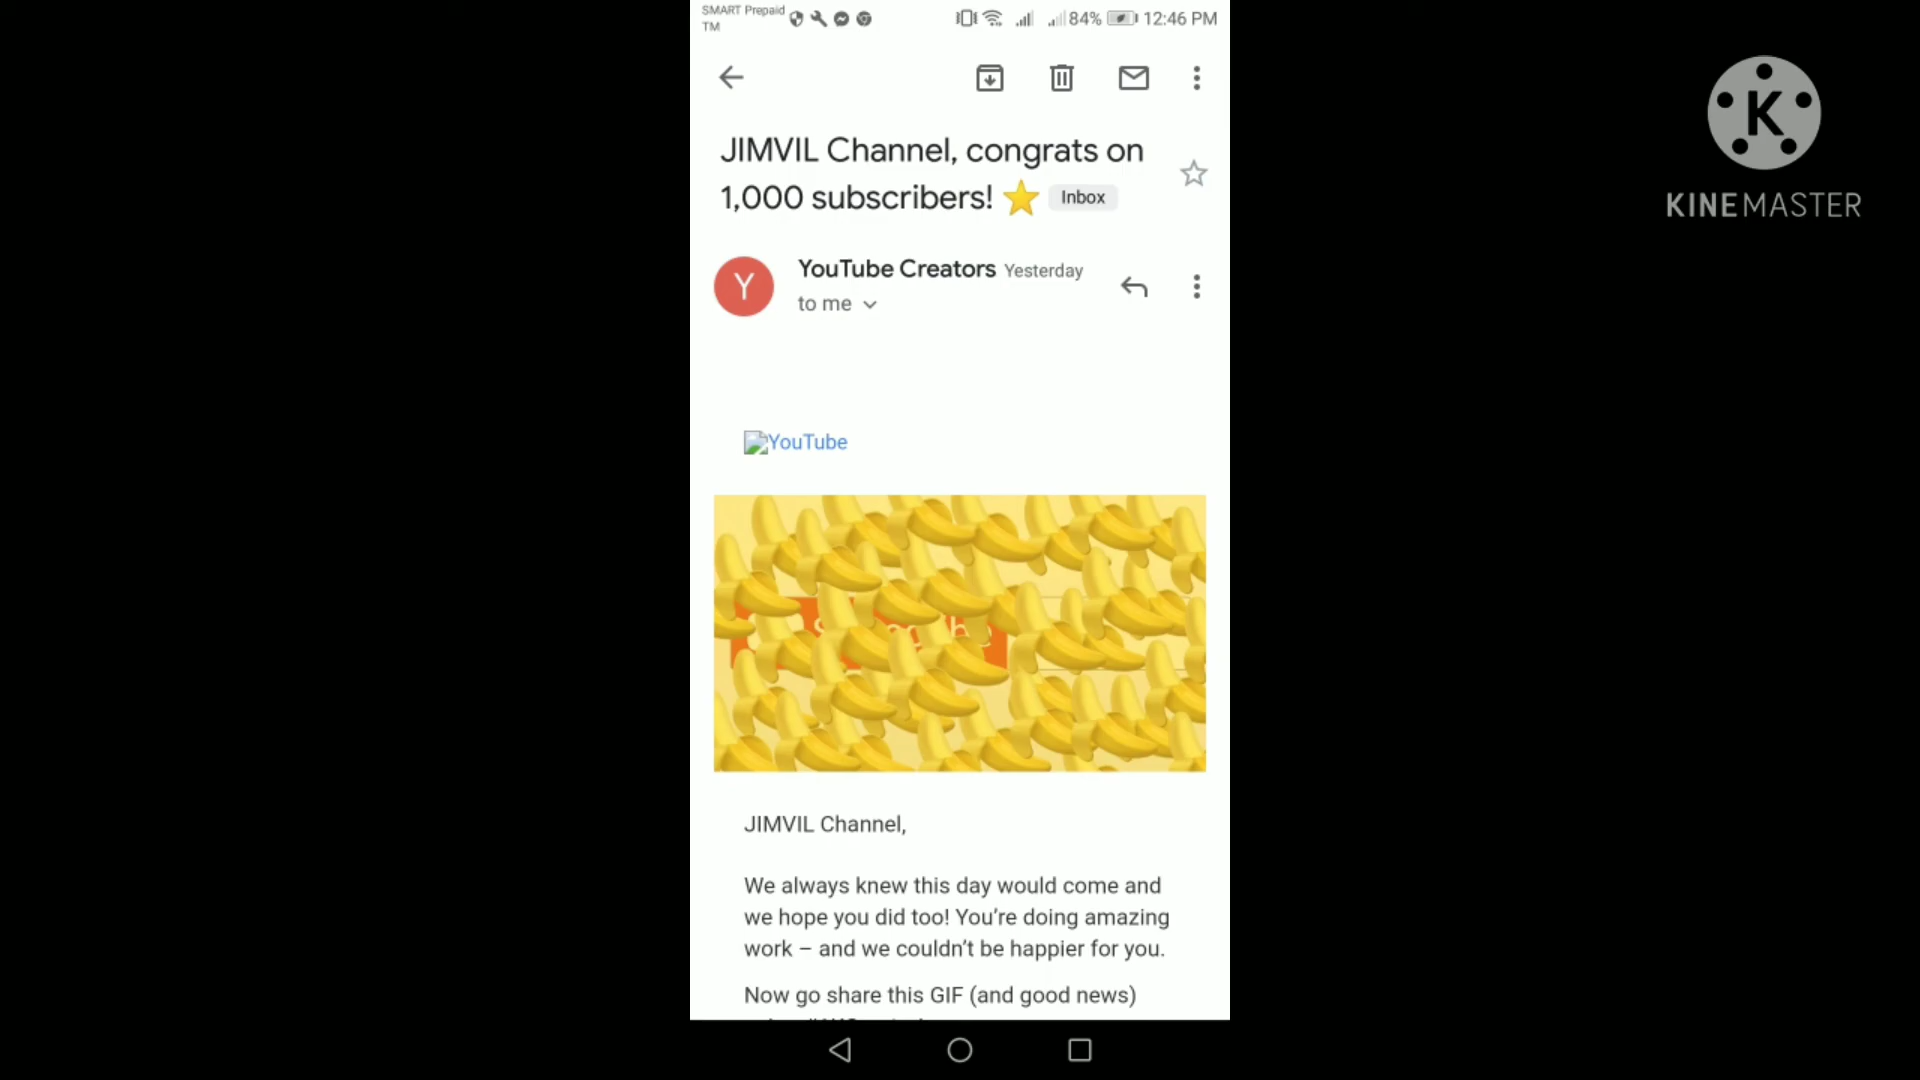 SMART Prepaid
TM
84% 12:46 PM
JIMVIL Channel, congrats on
1,000 subscribers! ⭐ Inbox
K
KINEMASTER
Y
YouTube Creators Yesterday
to me
YouTube
JIMVIL Channel,
We always knew this day would come and
we hope you did too! You're doing amazing
work – and we couldn't be happier for you.
Now go share this GIF (and good news)